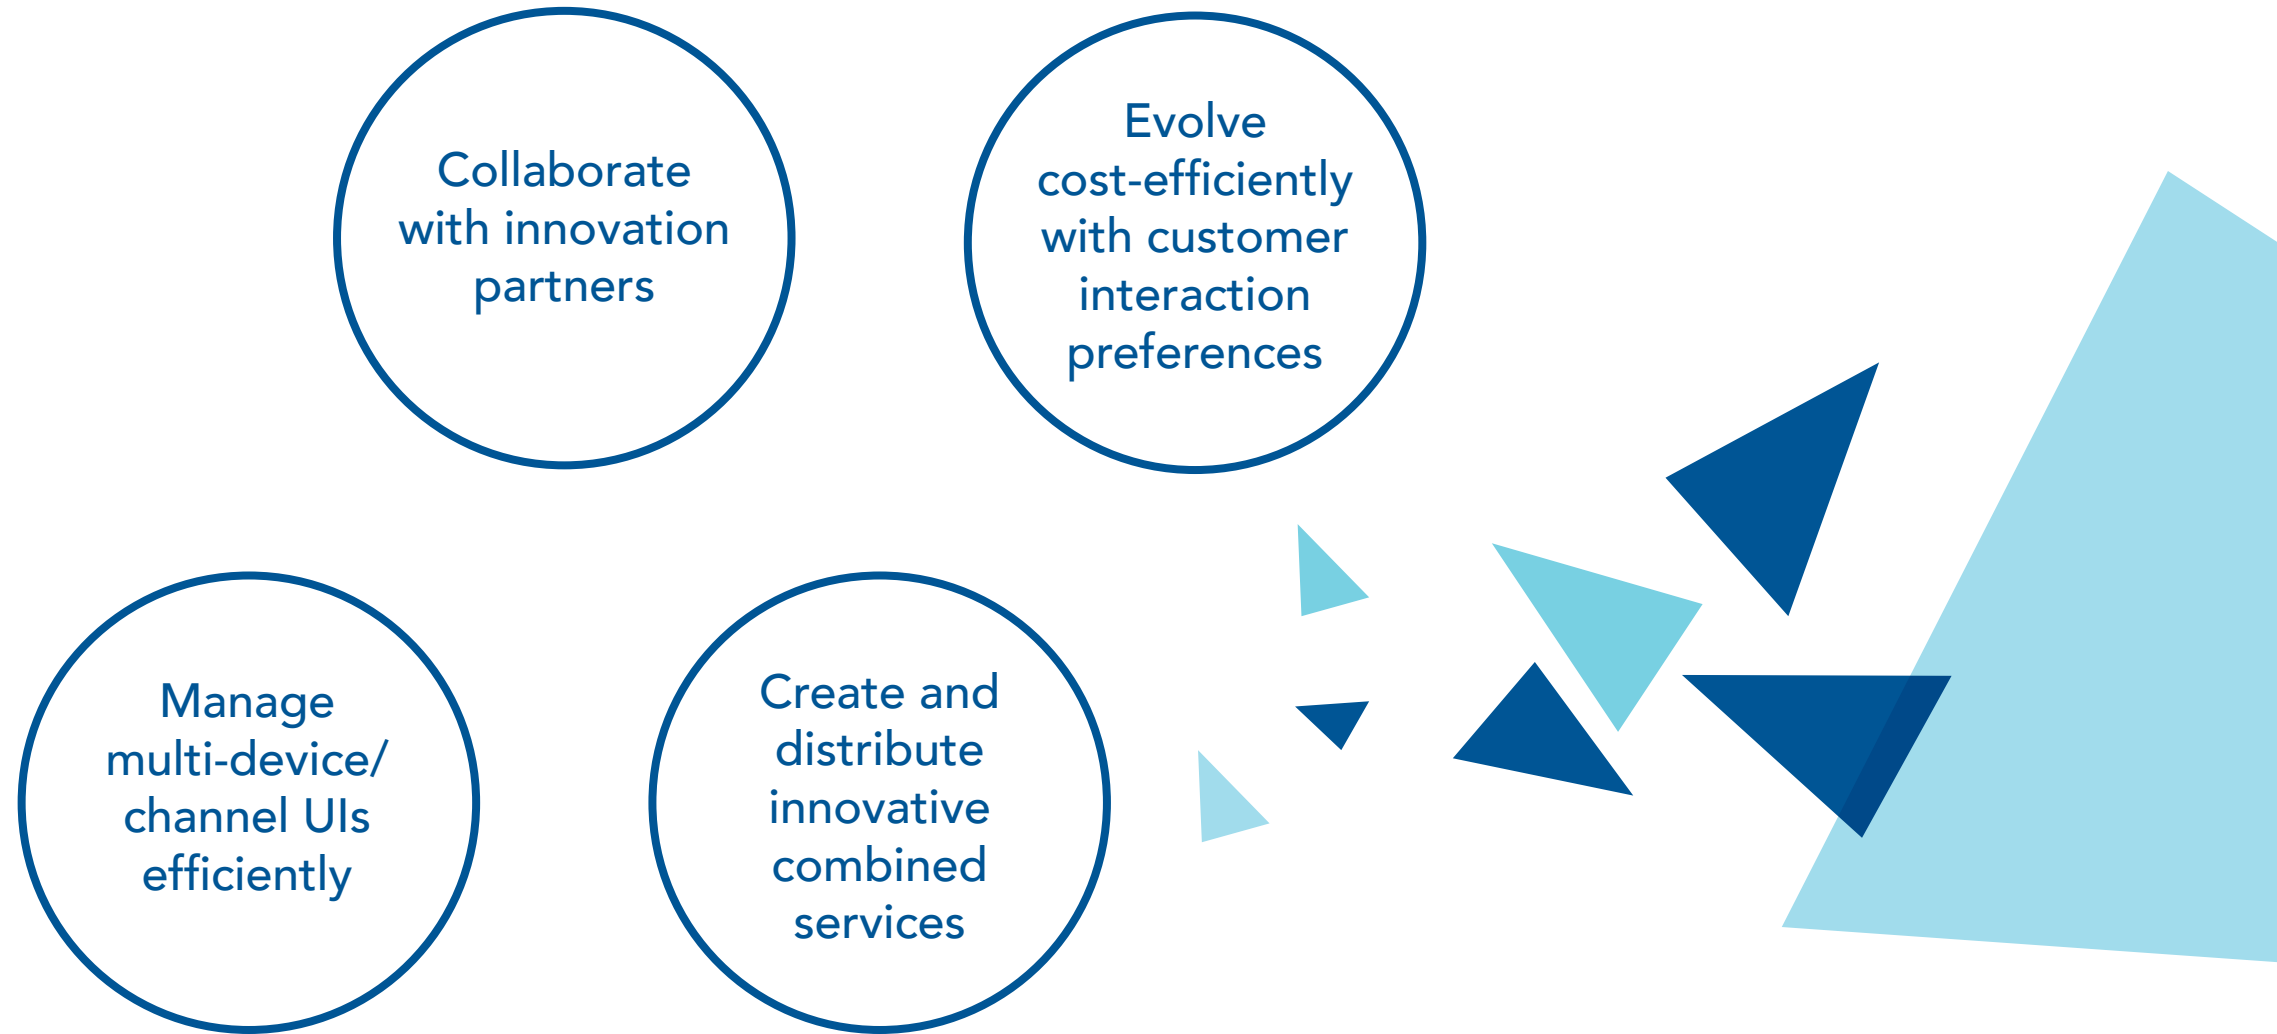 Collaborate
with innovation
partners
Evolve
cost-efficiently
with customer
interaction
preferences
Manage
multi-device/
channel UIs
efficiently
Create and
distribute
innovative
combined
services